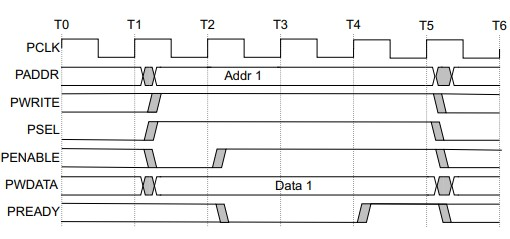 T0 T1 T2 T3 T4 T5 T6
PCLK
PADDR Addr 1
PWRITE
PSEL
PENABLE
PWDATA Data 1
PREADY